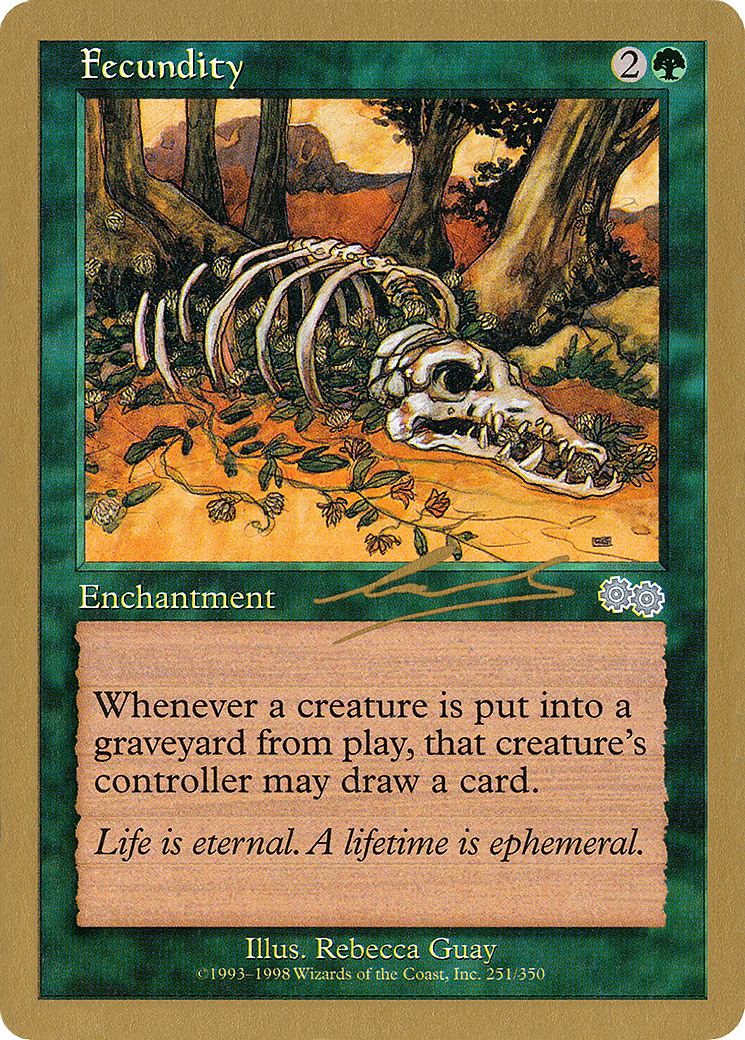 Fecundity 2
Enchantment
Whenever a creature is put into a
graveyard from play, that creature's
controller may draw a card.
Life is eternal. A lifetime is ephemeral.
Illus. Rebecca Guay
©1993–1998 Wizards of the Coast, Inc. 251/350